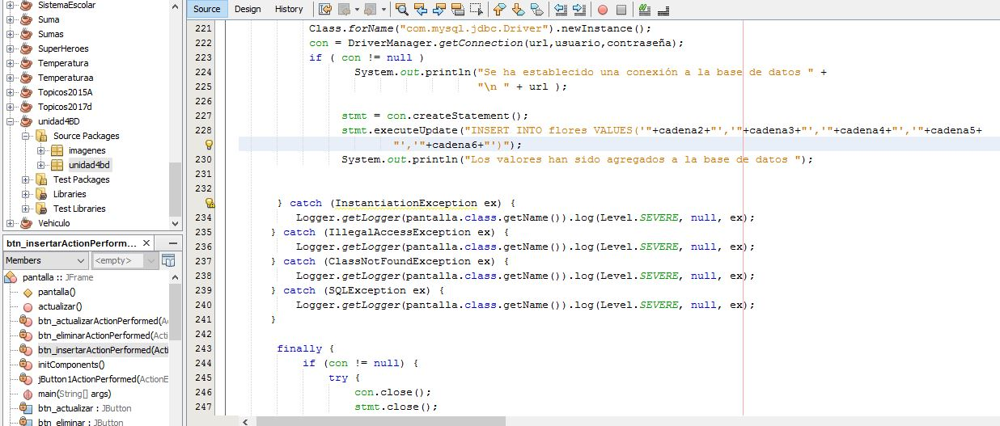 SistemaEscolar
Suma
Sumas
SuperHeroes
Temperatura
Temperaturaa
Topicos2015A
Topicos2017d
unidad4BD
Source Packages
imagenes
unidad4bd
Test Packages
Libraries
Test Libraries
Vehiculo
btn_insertarActionPerform... ×
Members
<empty>
pantalla :: JFrame
pantalla()
actualizar()
btn_actualizarActionPerformed(A
btn_eliminarActionPerformed(Acti
btn_insertarActionPerformed(Acti
initComponents()
jButton1ActionPerformed(ActionE
main(String[] args)
btn_actualizar : JButton
btn_eliminar : JButton
Source Design History
221 Class.forName("com.mysql.jdbc.Driver").newInstance();
222 con = DriverManager.getConnection(url,usuario,contraseña);
223 if ( con != null )
224 System.out.println("Se ha establecido una conexión a la base de datos " +
225 "\n " + url );
226
227 stmt = con.createStatement();
228 stmt.executeUpdate("INSERT INTO flores VALUES('"+cadena2+"','"+cadena3+"','"+cadena4+"','"+cadena5+
"','"+cadena6+"')");
230 System.out.println("Los valores han sido agregados a la base de datos ");
231
232
} catch (InstantiationException ex) {
234 Logger.getLogger(pantalla.class.getName()).log(Level.SEVERE, null, ex);
235 } catch (IllegalAccessException ex) {
236 Logger.getLogger(pantalla.class.getName()).log(Level.SEVERE, null, ex);
237 } catch (ClassNotFoundException ex) {
238 Logger.getLogger(pantalla.class.getName()).log(Level.SEVERE, null, ex);
239 } catch (SQLException ex) {
240 Logger.getLogger(pantalla.class.getName()).log(Level.SEVERE, null, ex);
241 }
242
243 finally {
244 if (con != null) {
245 try {
246 con.close();
247 stmt.close();